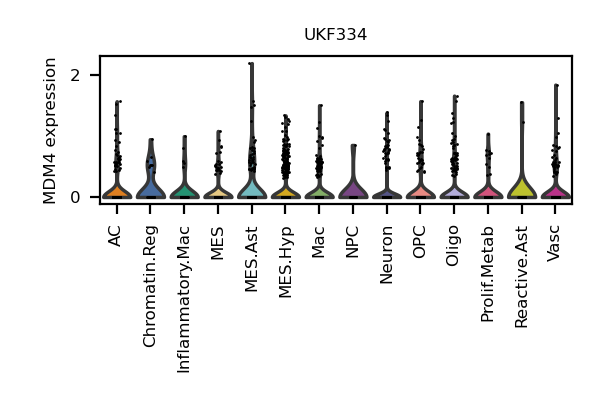 UKF334
MDM4 expression
2
0
AC
Chromatin.Reg
Inflammatory.Mac
MES
MES.Ast
MES.Hyp
Mac
NPC
Neuron
OPC
Oligo
Prolif.Metab
Reactive.Ast
Vasc